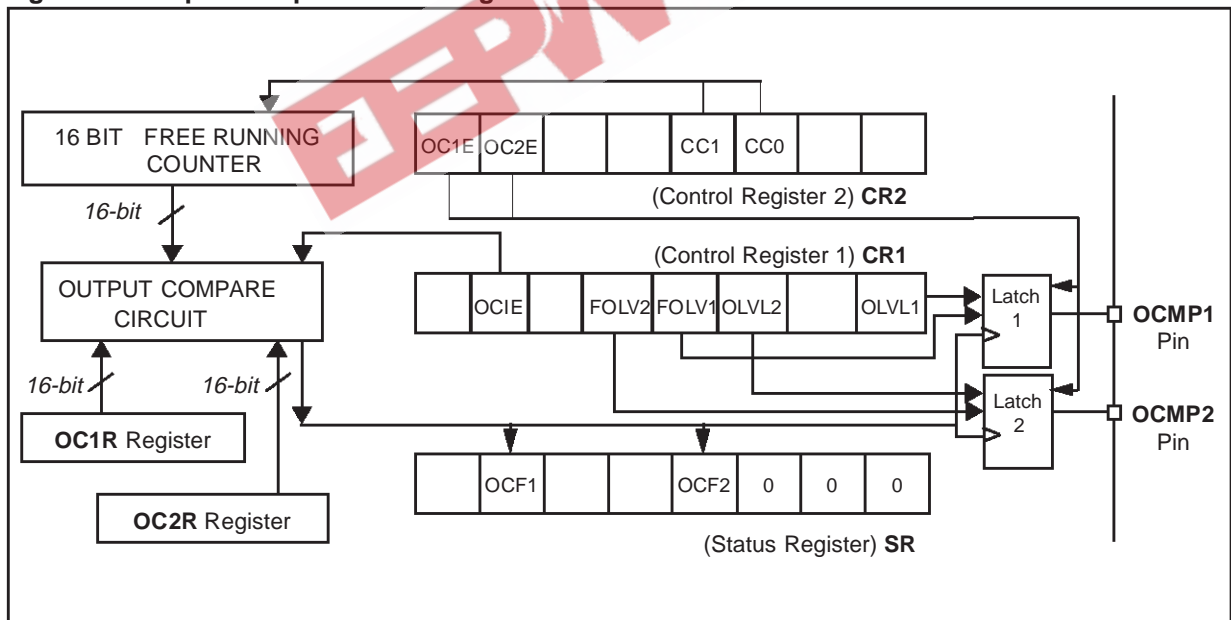 EEPW
16 BIT FREE RUNNING
COUNTER
OC1E OC2E CC1 CC0
(Control Register 2) CR2
16-bit
(Control Register 1) CR1
OUTPUT COMPARE
CIRCUIT
OCIE FOLV2 FOLV1 OLVL2 OLVL1
Latch
1
OCMP1
Pin
16-bit 16-bit
Latch
2
OCMP2
Pin
OC1R Register
OCF1 OCF2 0 0 0
OC2R Register
(Status Register) SR